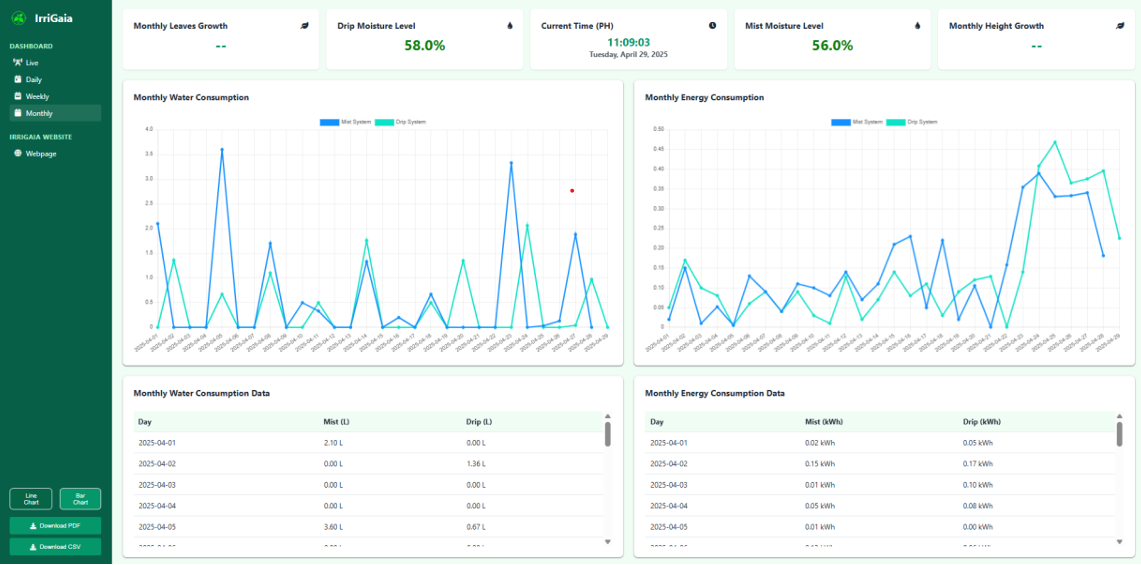 IrriGaia
DASHBOARD
Live
Daily
Weekly
Monthly
IRRIGAIA WEBSITE
Webpage
Line
Chart
Bar
Chart
Download PDF
Download CSV
Monthly Leaves Growth
--
Drip Moisture Level
58.0%
Current Time (PH)
11:09:03
Tuesday, April 29, 2025
Mist Moisture Level
56.0%
Monthly Height Growth
--
Monthly Water Consumption
Mist System
Drip System
4.0
3.5
3.0
2.5
2.0
1.5
1.0
0.5
0
2025-04-01
2025-04-02
2025-04-03
2025-04-04
2025-04-05
2025-04-06
2025-04-07
2025-04-08
2025-04-09
2025-04-10
2025-04-11
2025-04-12
2025-04-13
2025-04-14
2025-04-15
2025-04-16
2025-04-17
2025-04-18
2025-04-19
2025-04-20
2025-04-21
2025-04-22
2025-04-23
2025-04-24
2025-04-25
2025-04-26
2025-04-27
2025-04-28
2025-04-29
Monthly Energy Consumption
Mist System
Drip System
0.50
0.45
0.40
0.35
0.30
0.25
0.20
0.15
0.10
0.05
0
2025-04-01
2025-04-02
2025-04-03
2025-04-04
2025-04-05
2025-04-06
2025-04-07
2025-04-08
2025-04-09
2025-04-10
2025-04-11
2025-04-12
2025-04-13
2025-04-14
2025-04-15
2025-04-16
2025-04-17
2025-04-18
2025-04-19
2025-04-20
2025-04-21
2025-04-22
2025-04-23
2025-04-24
2025-04-25
2025-04-26
2025-04-27
2025-04-28
2025-04-29
Monthly Water Consumption Data
Day Mist (L) Drip (L)
2025-04-01 2.10 L 0.00 L
2025-04-02 0.00 L 1.36 L
2025-04-03 0.00 L 0.00 L
2025-04-04 0.00 L 0.00 L
2025-04-05 3.60 L 0.67 L
Monthly Energy Consumption Data
Day Mist (kWh) Drip (kWh)
2025-04-01 0.02 kWh 0.05 kWh
2025-04-02 0.15 kWh 0.17 kWh
2025-04-03 0.01 kWh 0.10 kWh
2025-04-04 0.05 kWh 0.08 kWh
2025-04-05 0.01 kWh 0.00 kWh